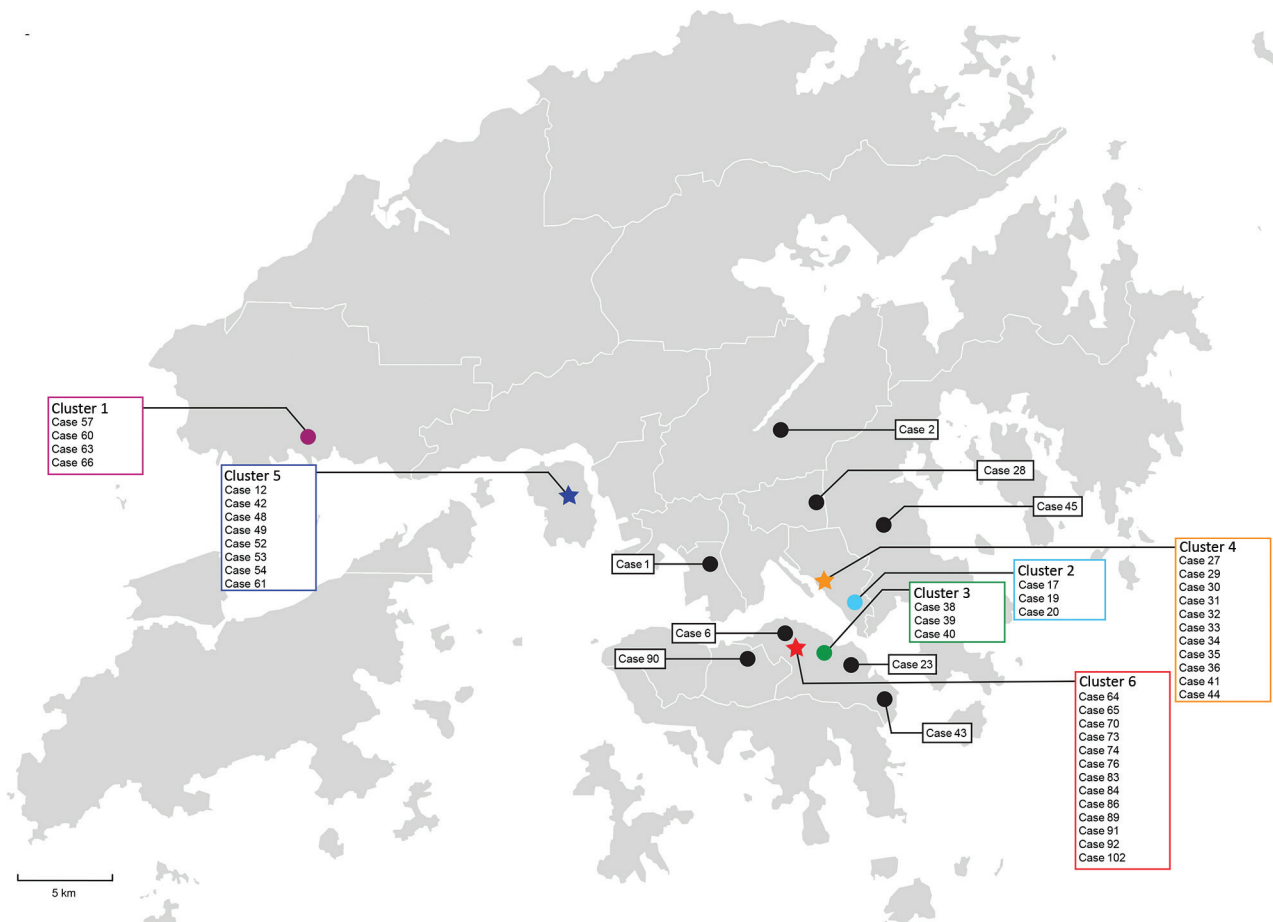 -
Cluster 1
Case 57
Case 60
Case 63
Case 66
Cluster 5
Case 12
Case 42
Case 48
Case 49
Case 52
Case 53
Case 54
Case 61
Case 2
Case 28
Case 45
Case 1
Cluster 4
Case 27
Case 29
Case 30
Case 31
Case 32
Case 33
Case 34
Case 35
Case 36
Case 41
Case 44
Cluster 2
Case 17
Case 19
Case 20
Cluster 3
Case 38
Case 39
Case 40
Case 6
Case 90
Case 23
Case 43
Cluster 6
Case 64
Case 65
Case 70
Case 73
Case 74
Case 76
Case 83
Case 84
Case 86
Case 89
Case 91
Case 92
Case 102
5 km